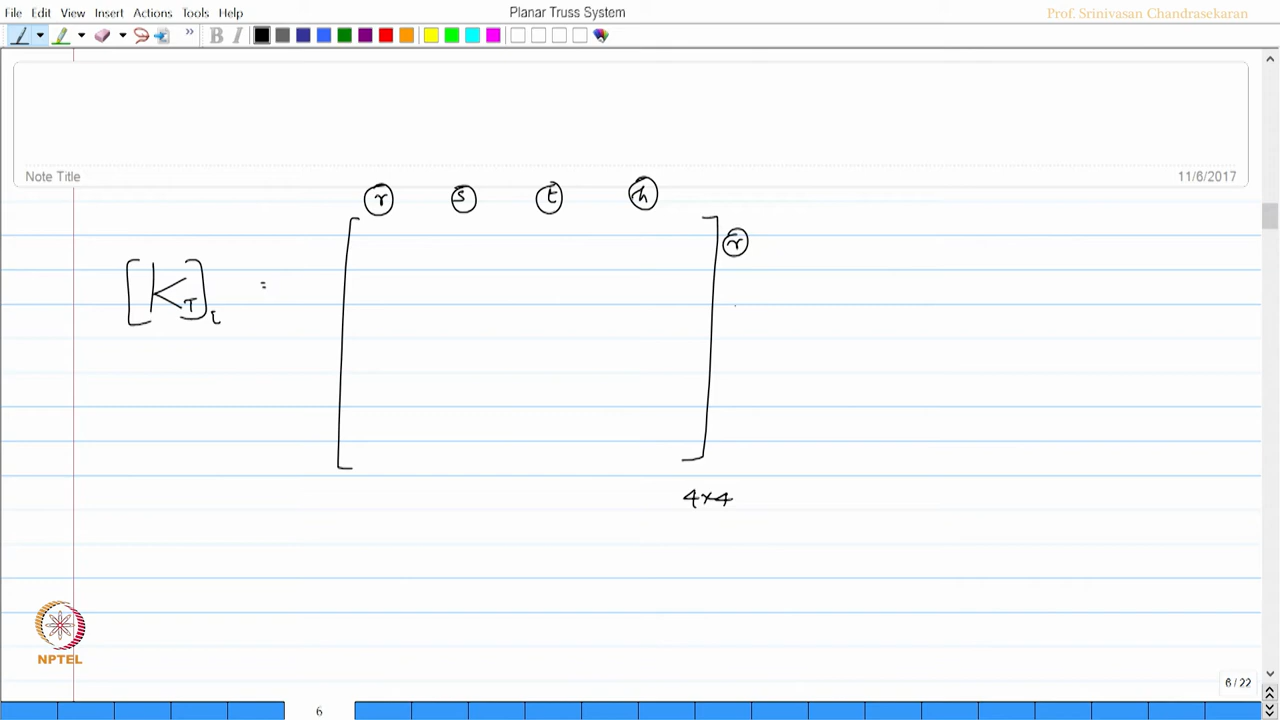 File Edit View Insert Actions Tools Help
Planar Truss System
Prof. Srinivasan Chandrasekaran
B I
Note Title
11/6/2017
r s t h
[K_T]_i =
r
4×4
NPTEL
6 / 22
6